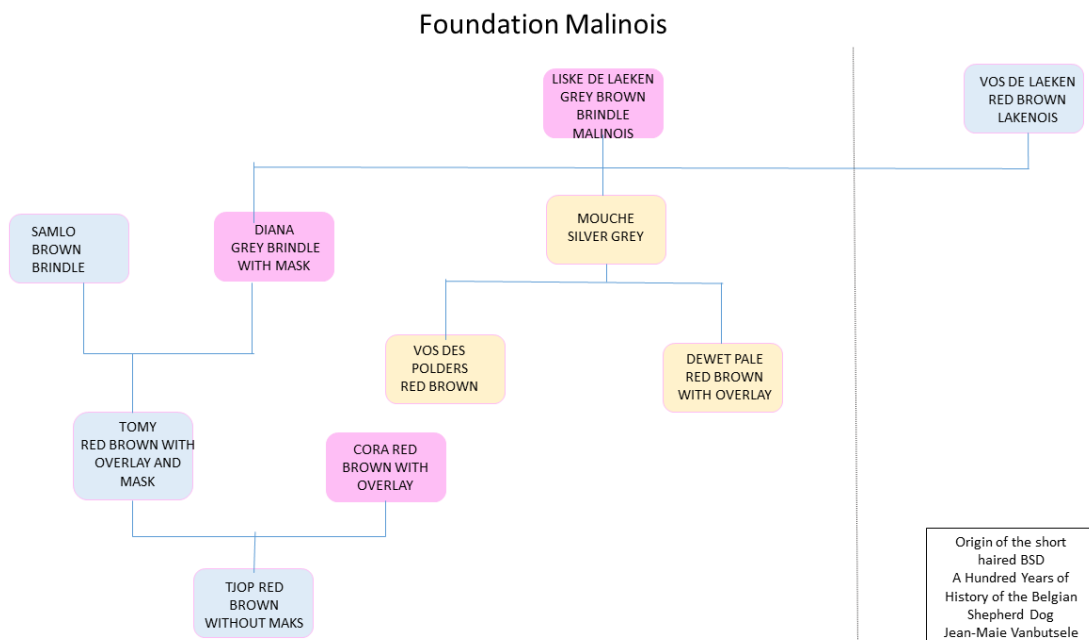 Foundation Malinois
LISKE DE LAEKEN
GREY BROWN
BRINDLE
MALINOIS
VOS DE LAEKEN
RED BROWN
LAKENOIS
SAMLO
BROWN
BRINDLE
DIANA
GREY BRINDLE
WITH MASK
MOUCHE
SILVER GREY
VOS DES
POLDERS
RED BROWN
DEWET PALE
RED BROWN
WITH OVERLAY
TOMY
RED BROWN WITH
OVERLAY AND
MASK
CORA RED
BROWN WITH
OVERLAY
TJOP RED
BROWN
WITHOUT MAKS
Origin of the short
haired BSD
A Hundred Years of
History of the Belgian
Shepherd Dog
Jean-Maie Vanbutsele